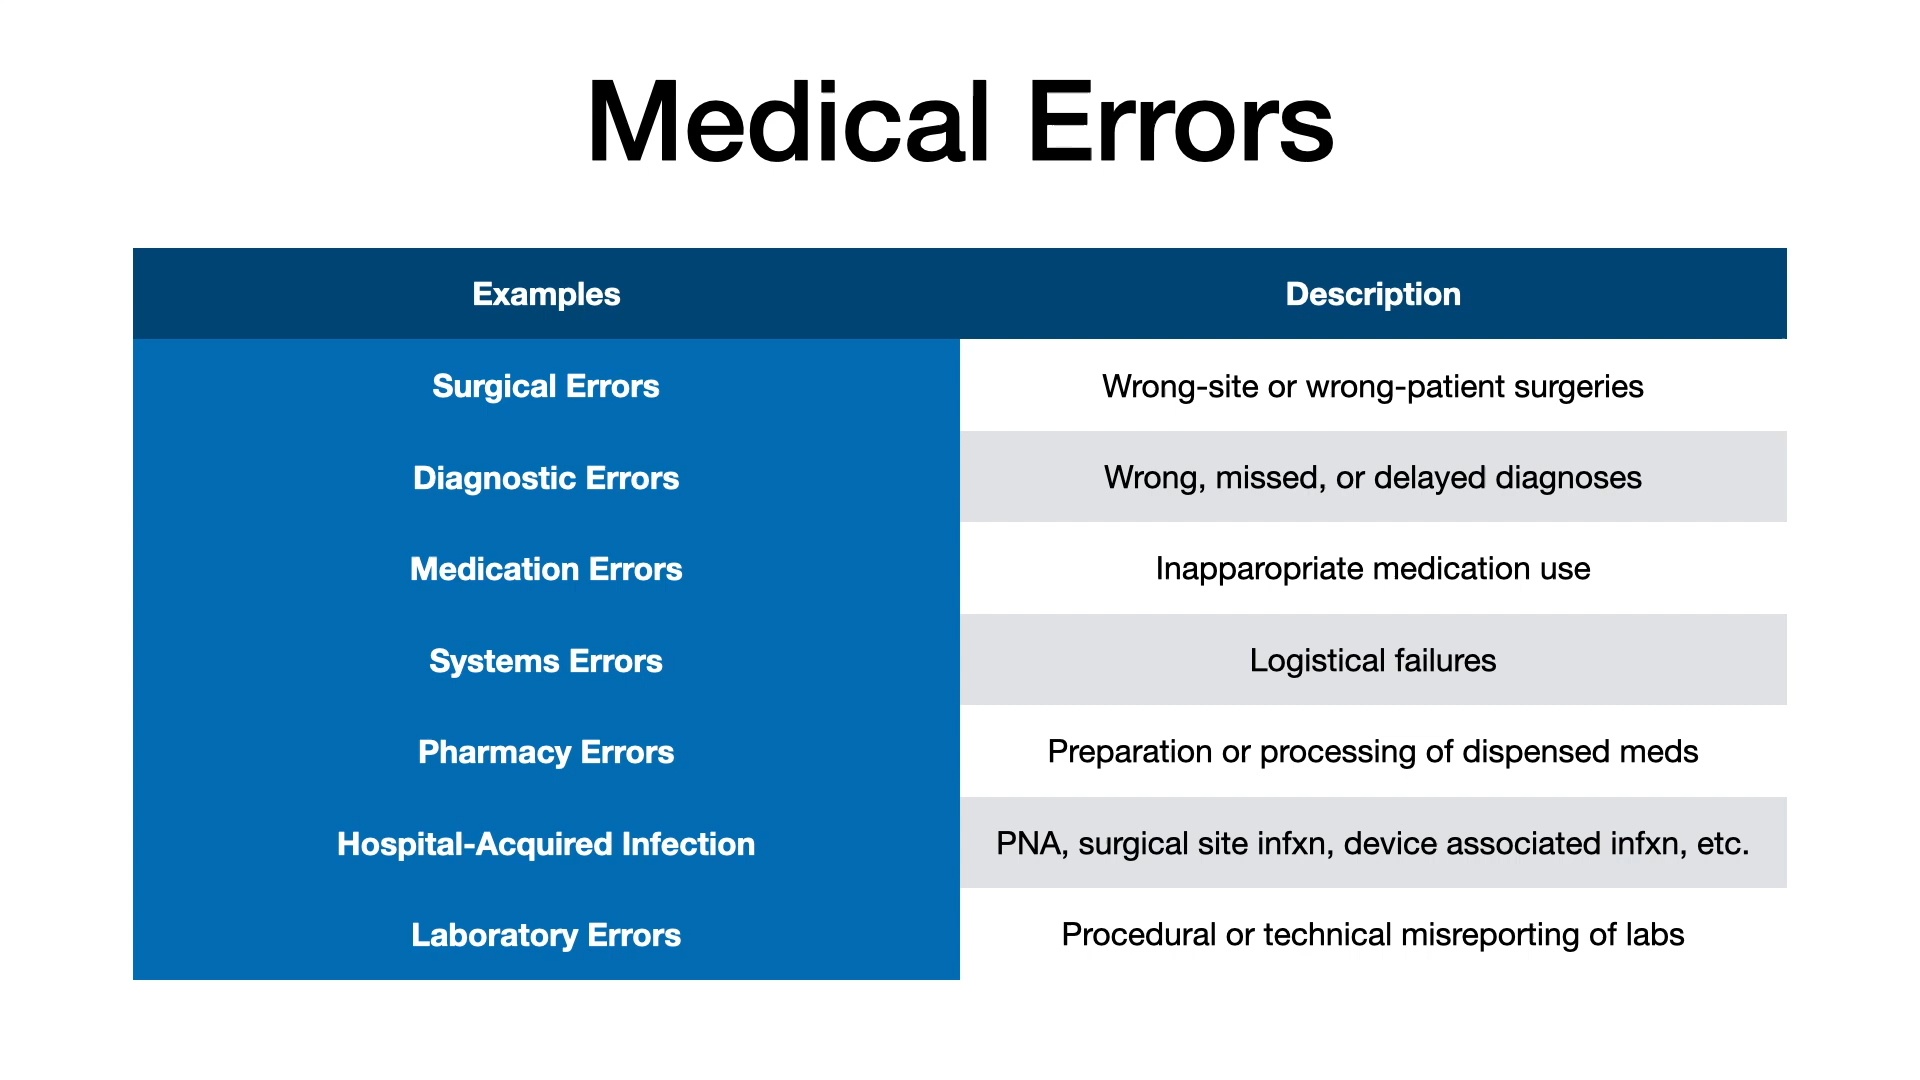 Medical Errors
Examples Description
Surgical Errors Wrong-site or wrong-patient surgeries
Diagnostic Errors Wrong, missed, or delayed diagnoses
Medication Errors Inapparopriate medication use
Systems Errors Logistical failures
Pharmacy Errors Preparation or processing of dispensed meds
Hospital-Acquired Infection PNA, surgical site infxn, device associated infxn, etc.
Laboratory Errors Procedural or technical misreporting of labs